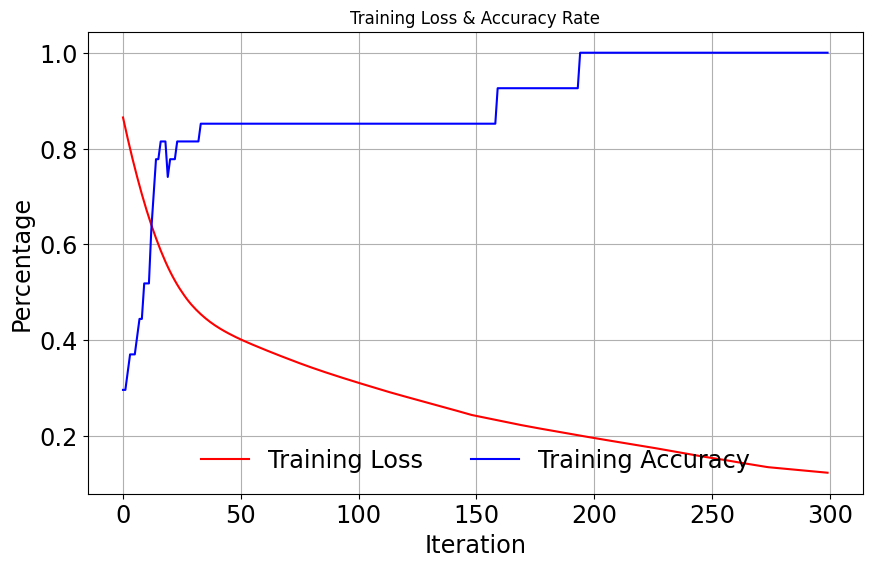 Training Loss & Accuracy Rate
1.0
0.8
0.6
0.4
0.2
Percentage
Training Loss
Training Accuracy
0 50 100 150 200 250 300
Iteration